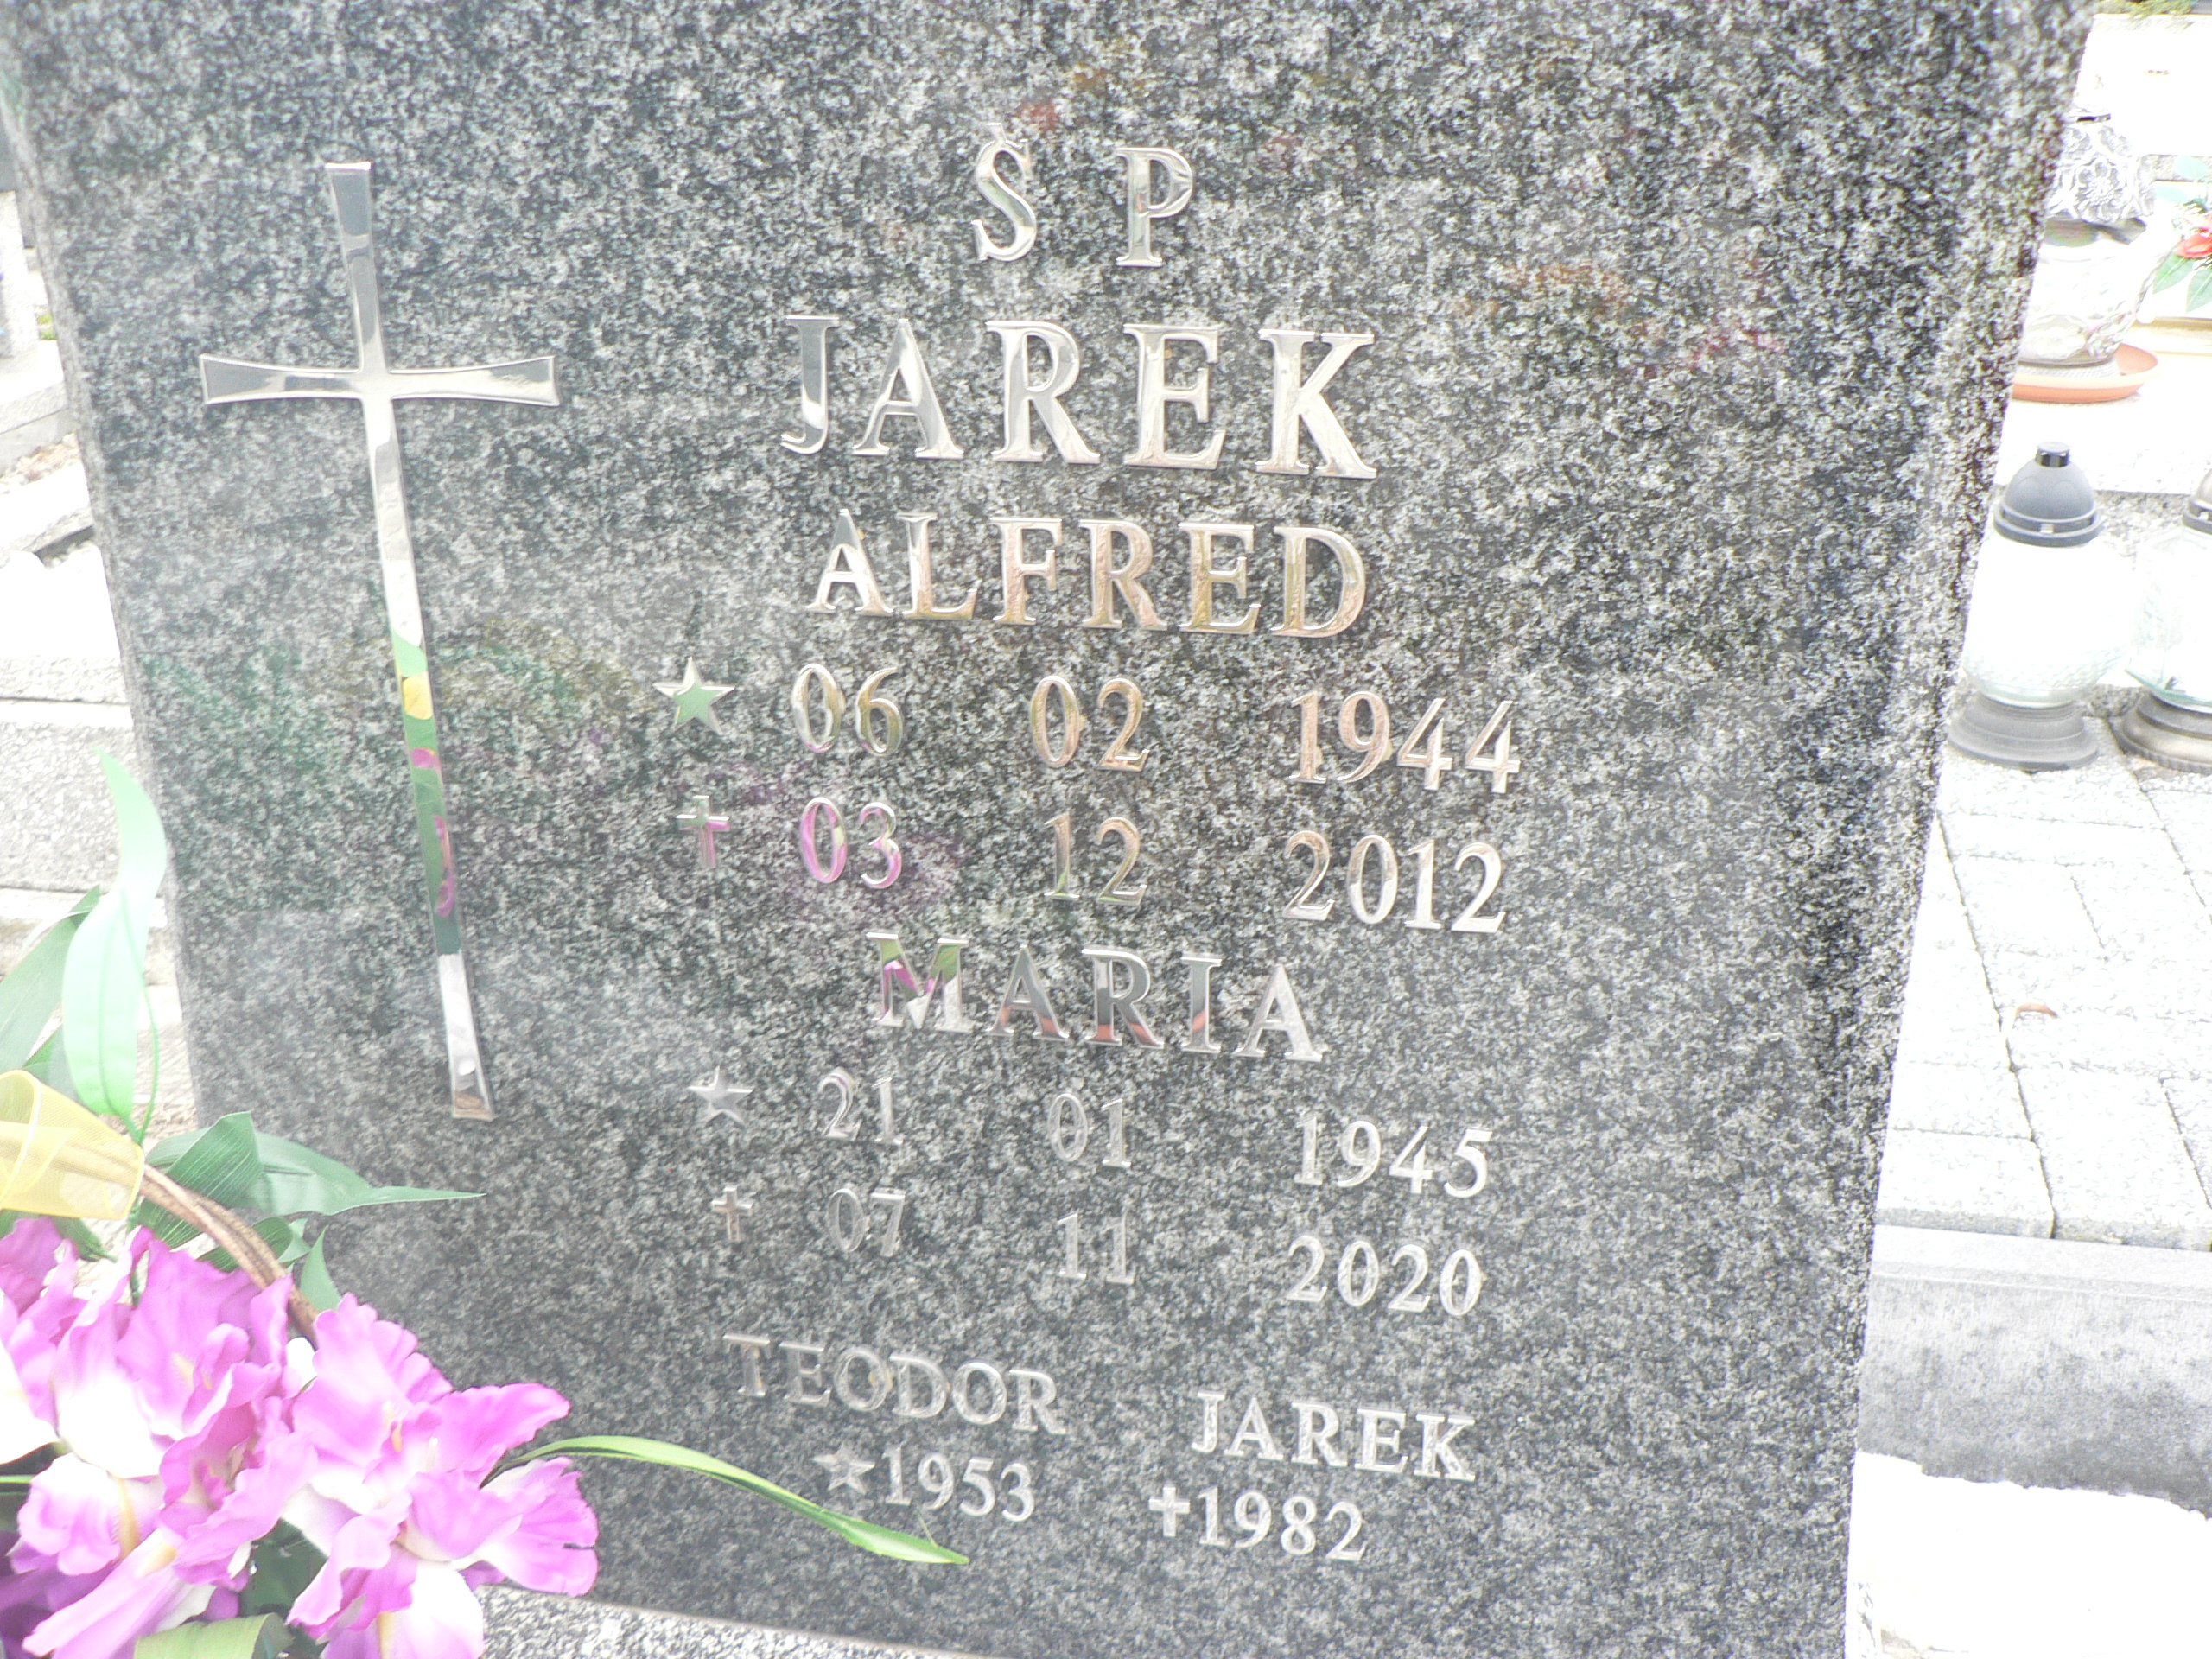 Ś P
JAREK
ALFRED
★ 06 02 1944
✝ 03 12 2012
MARIA
★ 21 01 1945
✝ 07 11 2020
TEODOR JAREK
★1953 ✝1982